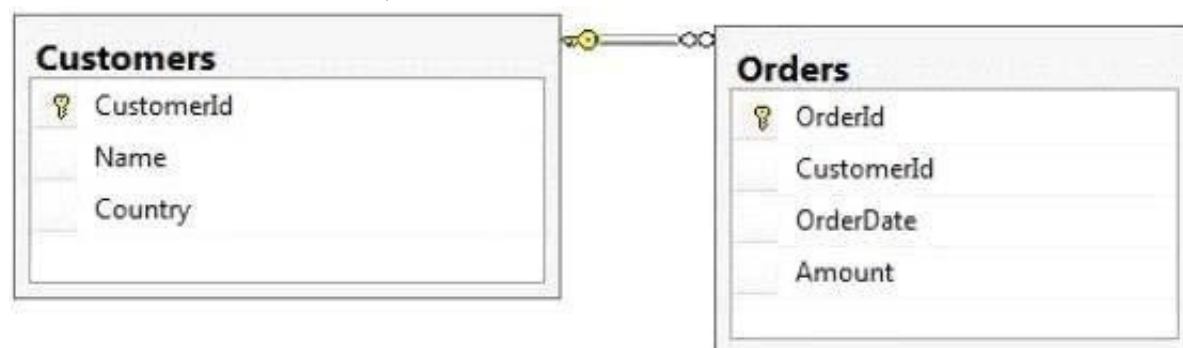 Customers
CustomerId
Name
Country
Orders
OrderId
CustomerId
OrderDate
Amount